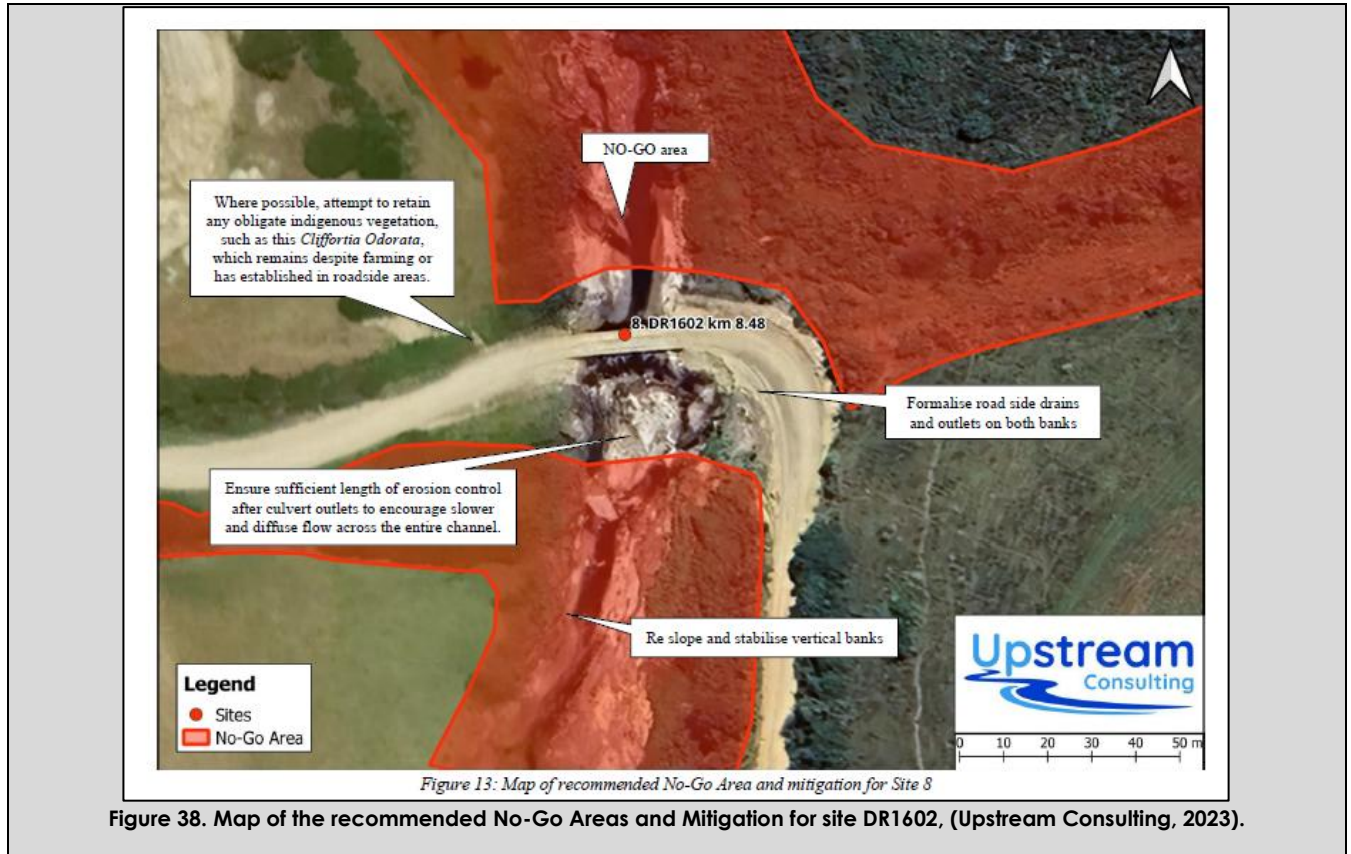 NO-GO area
Where possible, attempt to retain
any obligate indigenous vegetation,
such as this Cliffortia Odorata,
which remains despite farming or
has established in roadside areas.
8. DR1602 km 8.48
Formalise road side drains
and outlets on both banks
Ensure sufficient length of erosion control
after culvert outlets to encourage slower
and diffuse flow across the entire channel.
Re slope and stabilise vertical banks
Legend
Sites
No-Go Area
Upstream
Consulting
0 10 20 30 40 50 m
Figure 13: Map of recommended No-Go Area and mitigation for Site 8
Figure 38. Map of the recommended No-Go Areas and Mitigation for site DR1602, (Upstream Consulting, 2023).